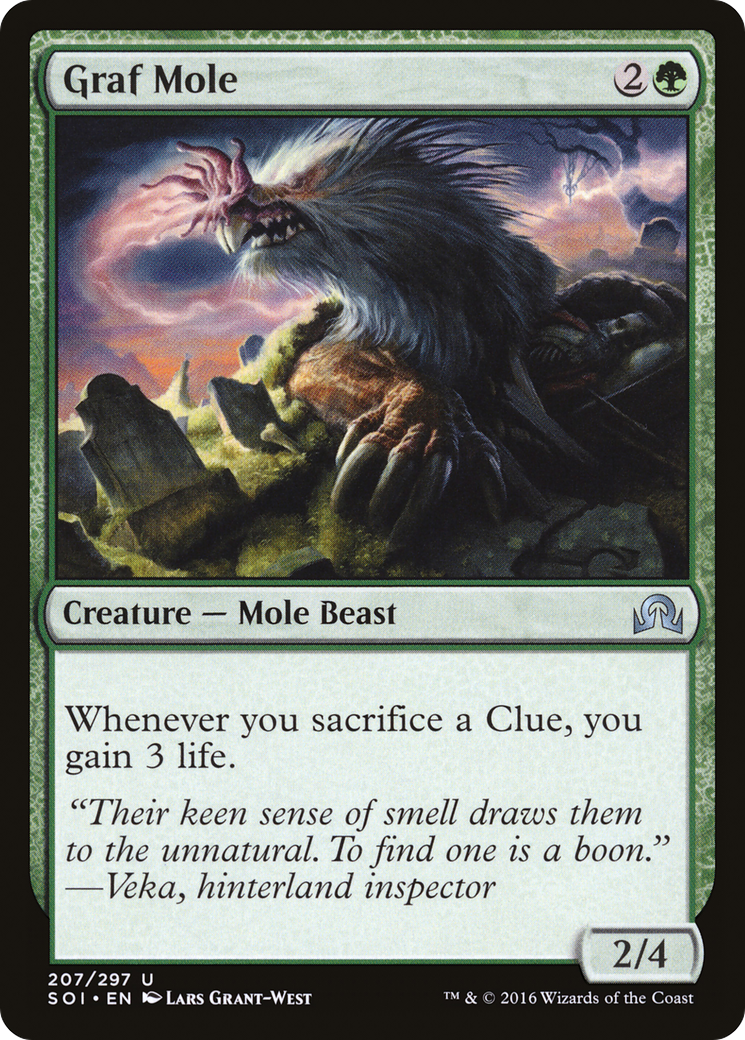 Graf Mole
2
Creature — Mole Beast
Whenever you sacrifice a Clue, you
gain 3 life.
“Their keen sense of smell draws them
to the unnatural. To find one is a boon.”
—Veka, hinterland inspector
2/4
207/297 U
SOI • EN Lars Grant-West
™ & © 2016 Wizards of the Coast